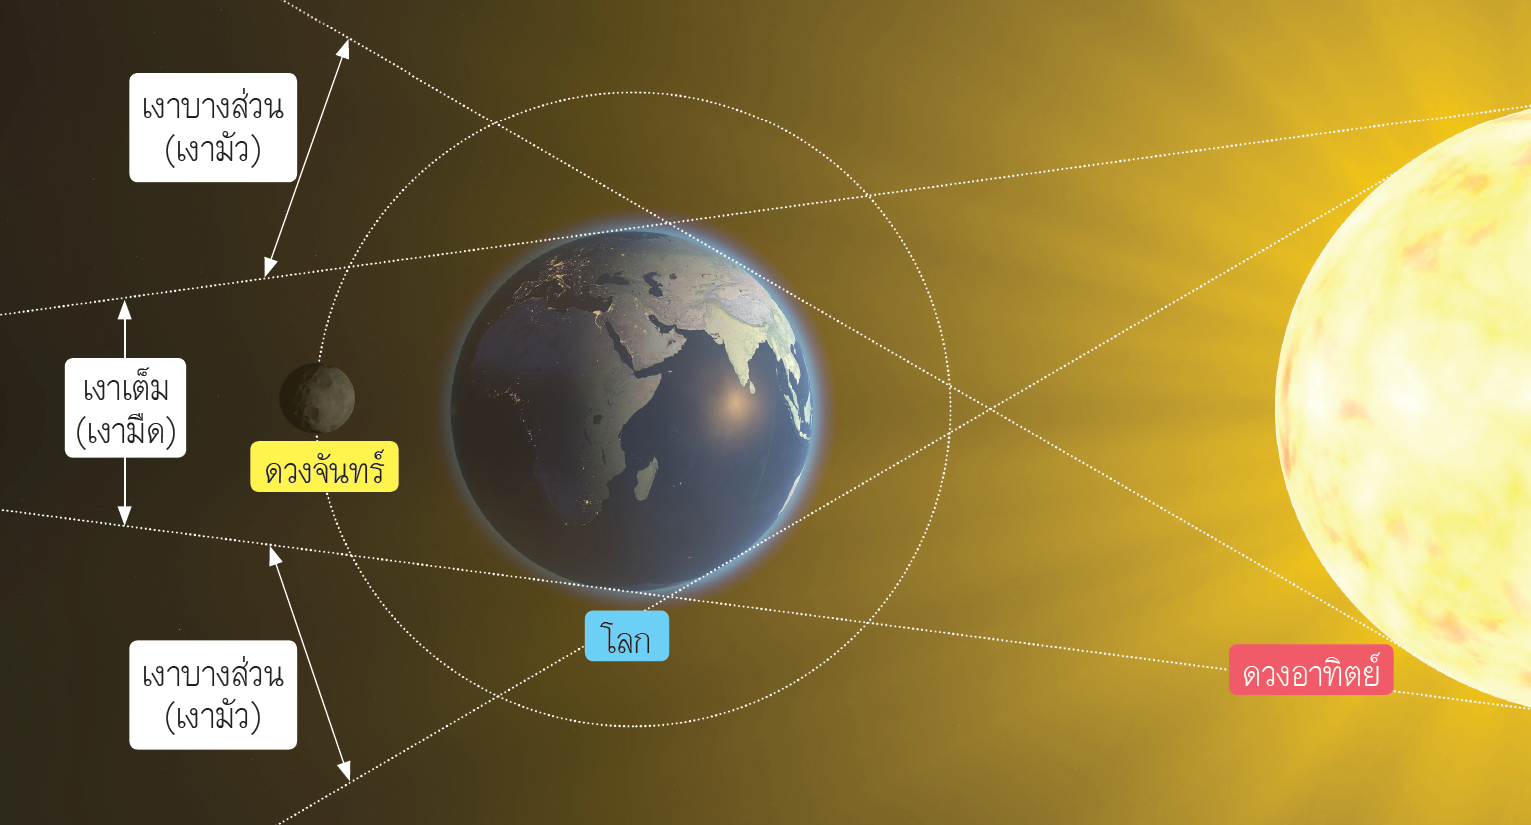 เงาบางส่วน
(เงามัว)
เงาเต็ม
(เงามืด)
ดวงจันทร์
โลก
เงาบางส่วน
(เงามัว)
ดวงอาทิตย์